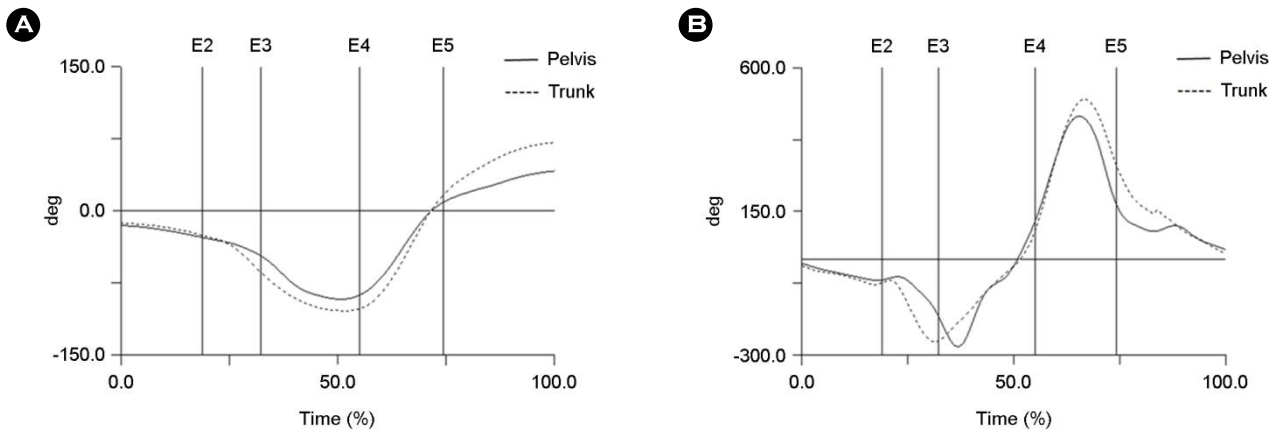 A
E2 E3 E4 E5
150.0
Pelvis
Trunk
deg
0.0
-150.0
0.0 50.0 100.0
Time (%)
B
E2 E3 E4 E5
600.0
Pelvis
Trunk
deg
150.0
-300.0
0.0 50.0 100.0
Time (%)